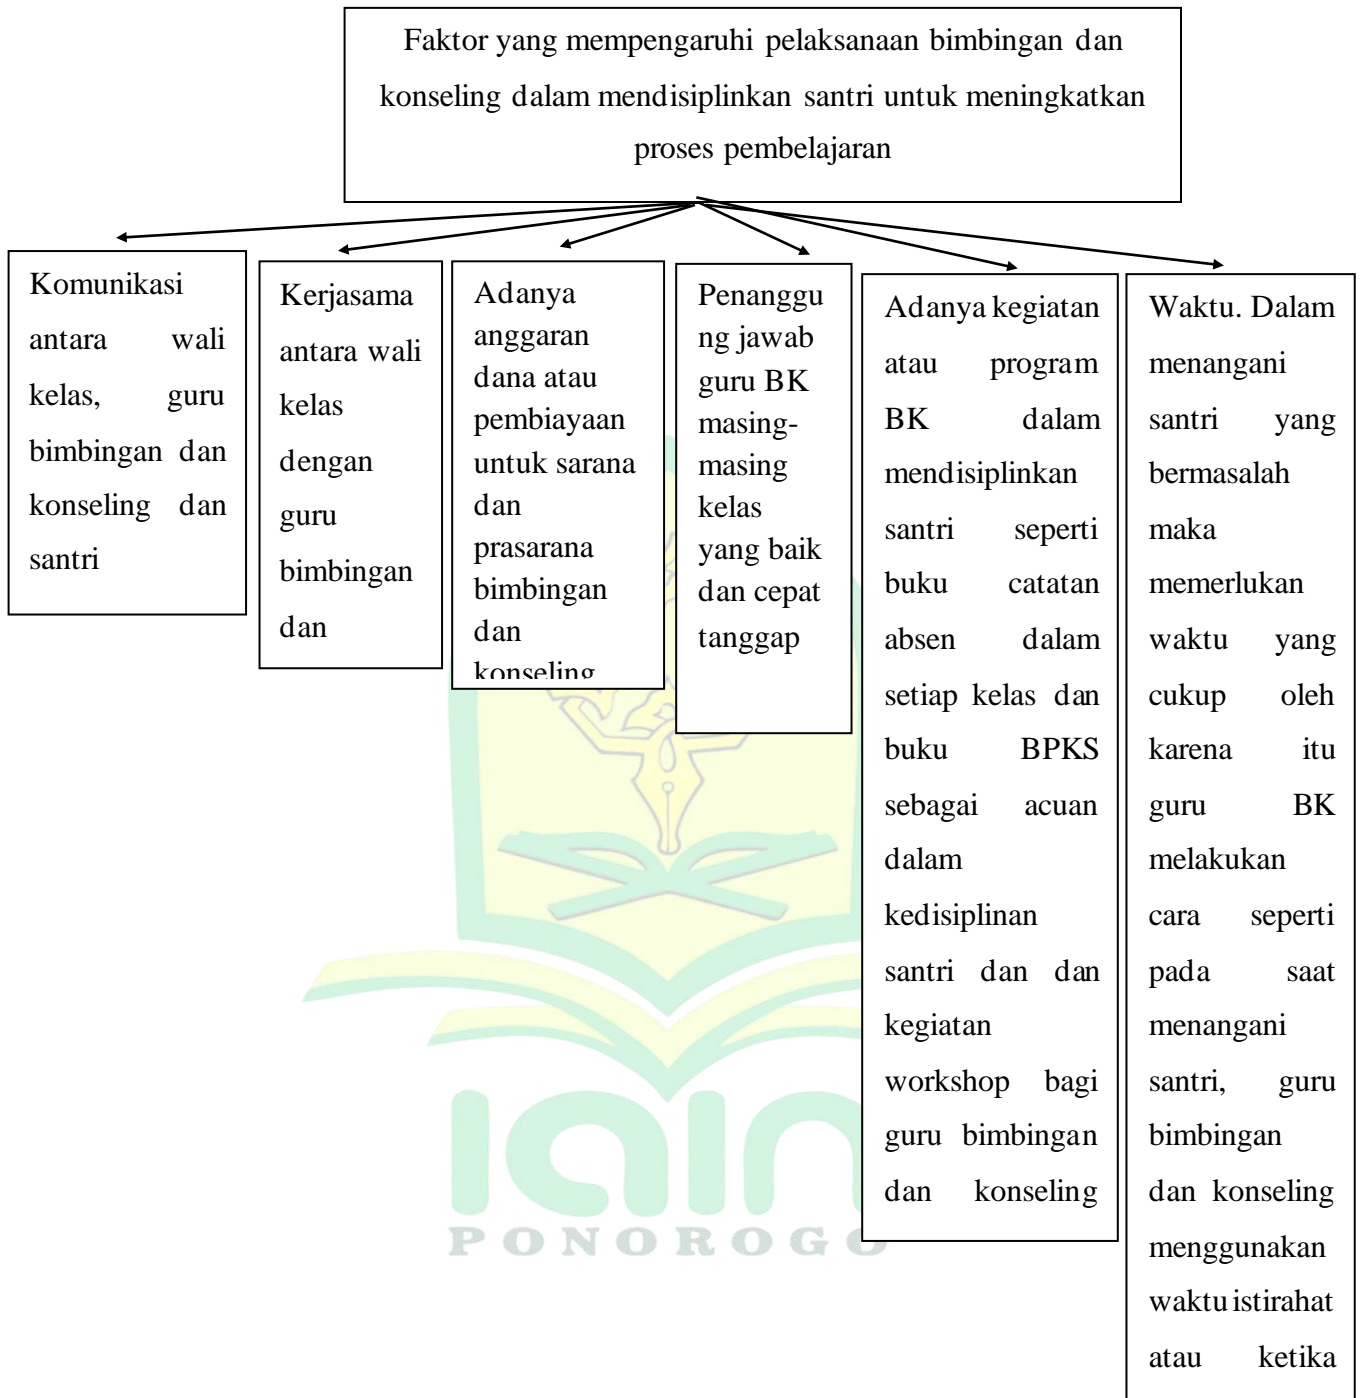 Faktor yang mempengaruhi pelaksanaan bimbingan dan
konseling dalam mendisiplinkan santri untuk meningkatkan
proses pembelajaran
Komunikasi
antara wali
kelas, guru
bimbingan dan
konseling dan
santri
Kerjasama
antara wali
kelas
dengan
guru
bimbingan
dan
Adanya
anggaran
dana atau
pembiayaan
untuk sarana
dan
prasarana
bimbingan
dan
konseling
Penanggu
ng jawab
guru BK
masing-
masing
kelas
yang baik
dan cepat
tanggap
Adanya kegiatan
atau program
BK dalam
mendisiplinkan
santri seperti
buku catatan
absen dalam
setiap kelas dan
buku BPKS
sebagai acuan
dalam
kedisiplinan
santri dan dan
kegiatan
workshop bagi
guru bimbingan
dan konseling
Waktu. Dalam
menangani
santri yang
bermasalah
maka
memerlukan
waktu yang
cukup oleh
karena itu
guru BK
melakukan
cara seperti
pada saat
menangani
santri, guru
bimbingan
dan konseling
menggunakan
waktu istirahat
atau ketika
iain
PONOROGO